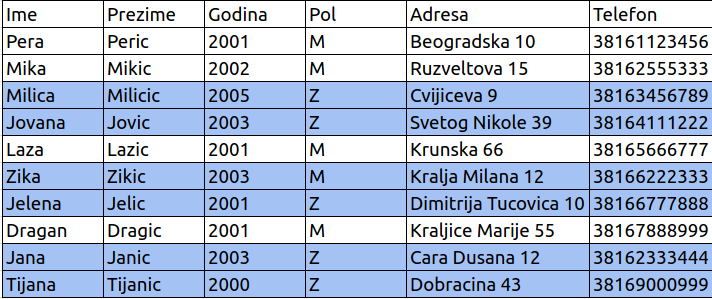 Ime Prezime Godina Pol Adresa Telefon
Pera Peric 2001 M Beogradska 10 38161123456
Mika Mikic 2002 M Ruzveltova 15 38162555333
Milica Milicic 2005 Z Cvijiceva 9 38163456789
Jovana Jovic 2003 Z Svetog Nikole 39 38164111222
Laza Lazic 2001 M Krunska 66 38165666777
Zika Zikic 2003 M Kralja Milana 12 38166222333
Jelena Jelic 2001 Z Dimitrija Tucovica 10 38166777888
Dragan Dragic 2001 M Kraljice Marije 55 38167888999
Jana Janic 2003 Z Cara Dusana 12 38162333444
Tijana Tijanic 2000 Z Dobracina 43 38169000999